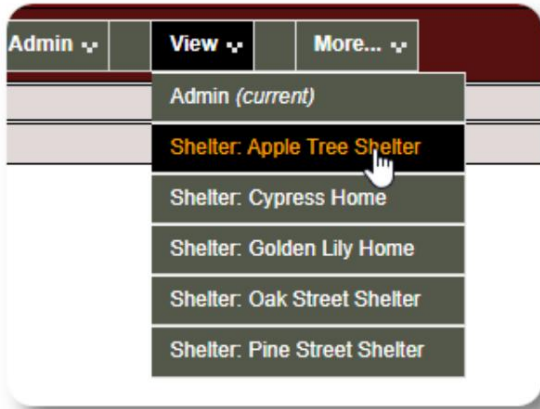 Admin View More...
Admin (current)
Shelter: Apple Tree Shelter
Shelter: Cypress Home
Shelter: Golden Lily Home
Shelter: Oak Street Shelter
Shelter: Pine Street Shelter